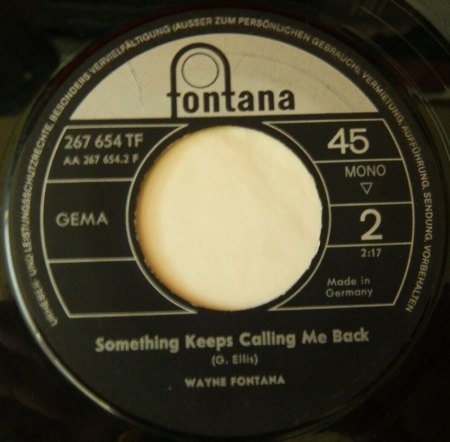 URHEBER- UND LEISTUNGSSCHUTZRECHTE, BESONDERS VERVIELFÄLTIGUNG (AUSSER ZUM PERSÖNLICHEN GEBRAUCH), VERMIETUNG, AUFFÜHRUNG, SENDUNG, VORBEHALTEN
fontana
267 654 TF
AA 267 654.2 F
45
MONO
GEMA
2
2:17
Made in
Germany
Something Keeps Calling Me Back
(G. Ellis)
WAYNE FONTANA